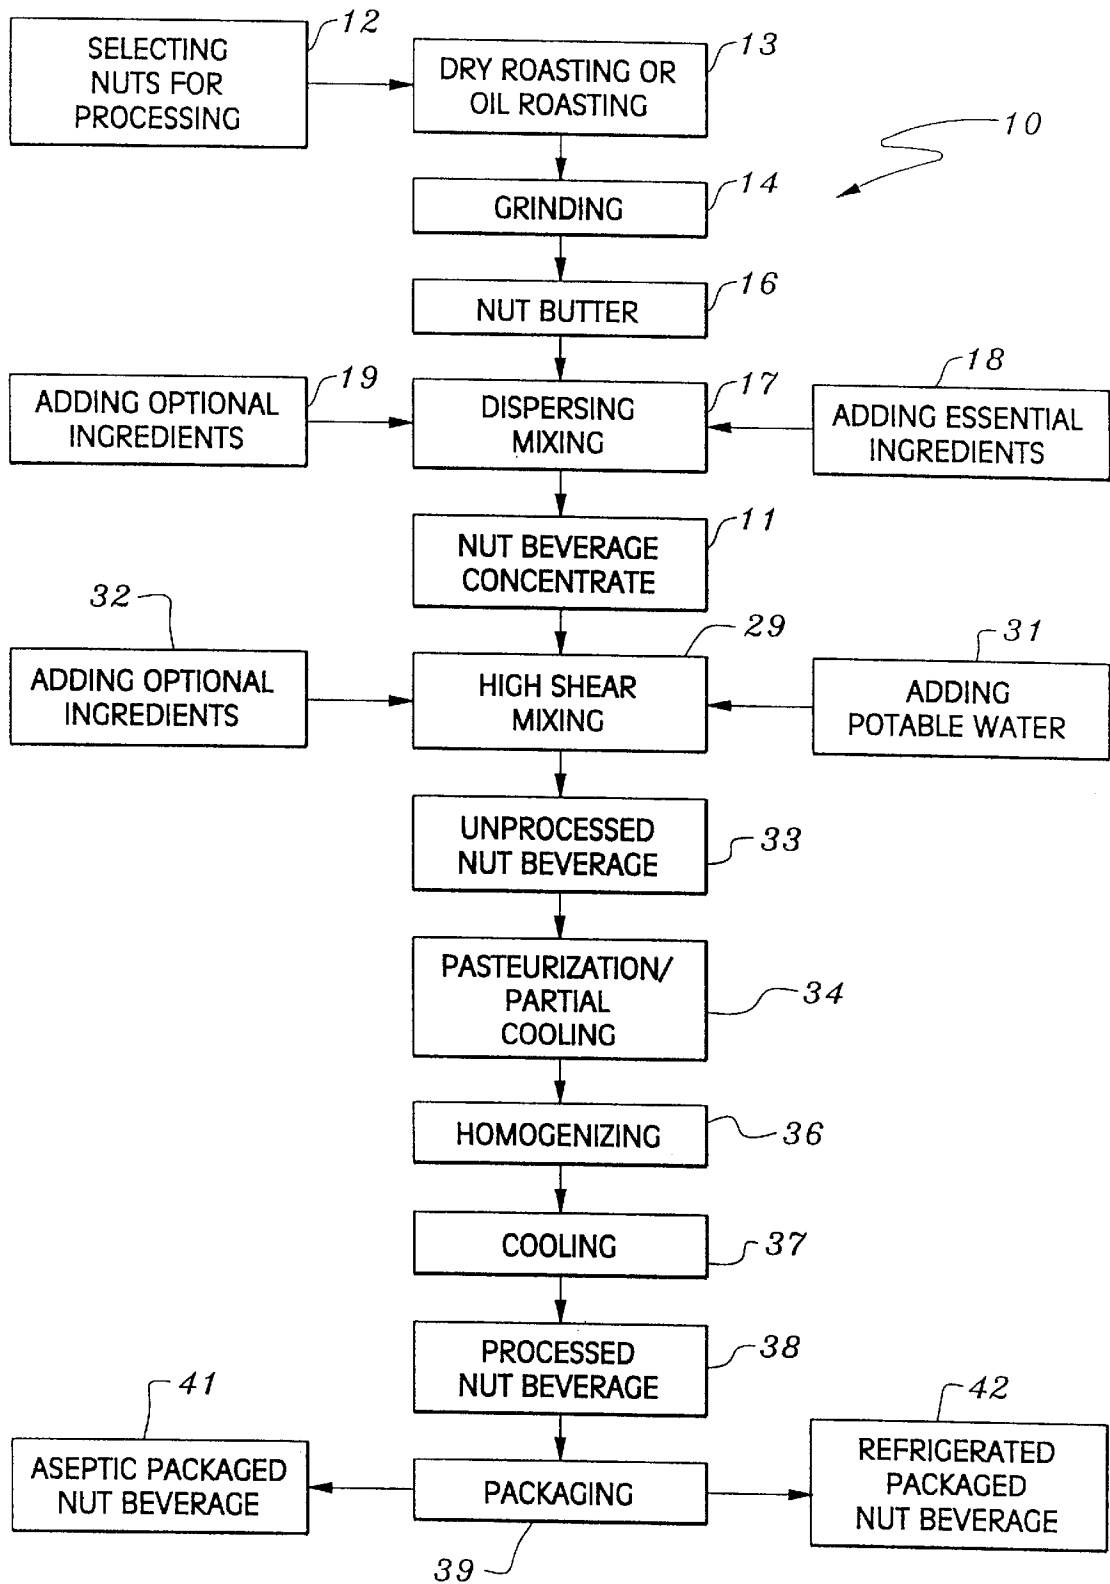 12
SELECTING
NUTS FOR
PROCESSING
13
DRY ROASTING OR
OIL ROASTING
10
14
GRINDING
16
NUT BUTTER
19
ADDING OPTIONAL
INGREDIENTS
17
DISPERSING
MIXING
18
ADDING ESSENTIAL
INGREDIENTS
11
NUT BEVERAGE
CONCENTRATE
32
ADDING OPTIONAL
INGREDIENTS
29
HIGH SHEAR
MIXING
31
ADDING
POTABLE WATER
UNPROCESSED
NUT BEVERAGE
33
PASTEURIZATION/
PARTIAL
COOLING
34
HOMOGENIZING
36
COOLING
37
PROCESSED
NUT BEVERAGE
38
41
ASEPTIC PACKAGED
NUT BEVERAGE
PACKAGING
39
42
REFRIGERATED
PACKAGED
NUT BEVERAGE